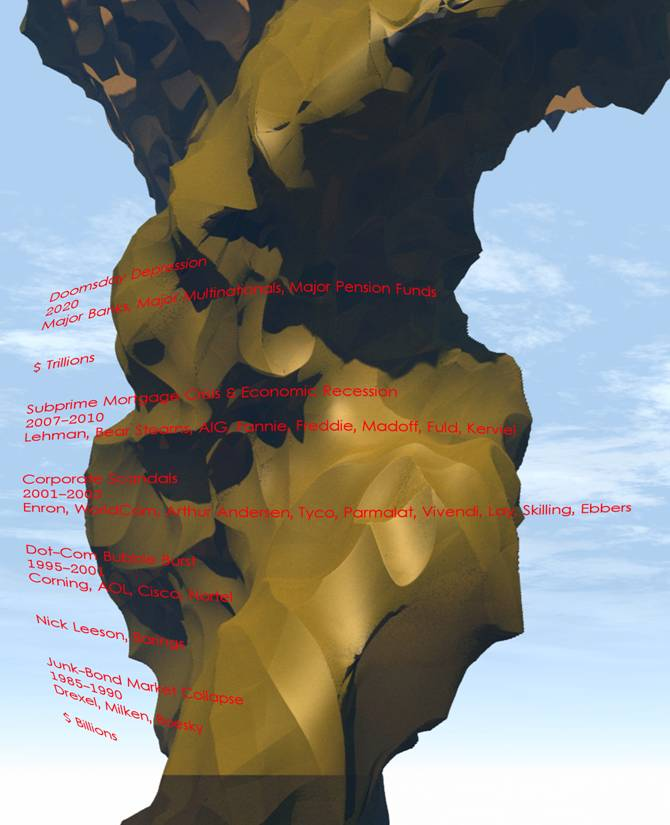 Doomsday Depression
2020
Major Banks, Major Multinationals, Major Pension Funds
$ Trillions
Subprime Mortgage Crisis & Economic Recession
2007–2010
Lehman, Bear Stearns, AIG, Fannie, Freddie, Madoff, Fuld, Kerviel
Corporate Scandals
2001–2003
Enron, WorldCom, Arthur Andersen, Tyco, Parmalat, Vivendi, Lay, Skilling, Ebbers
Dot–Com Bubble Burst
1995–2001
Corning, AOL, Cisco, Nortel
Nick Leeson, Barings
Junk–Bond Market Collapse
1985–1990
Drexel, Milken, Boesky
$ Billions